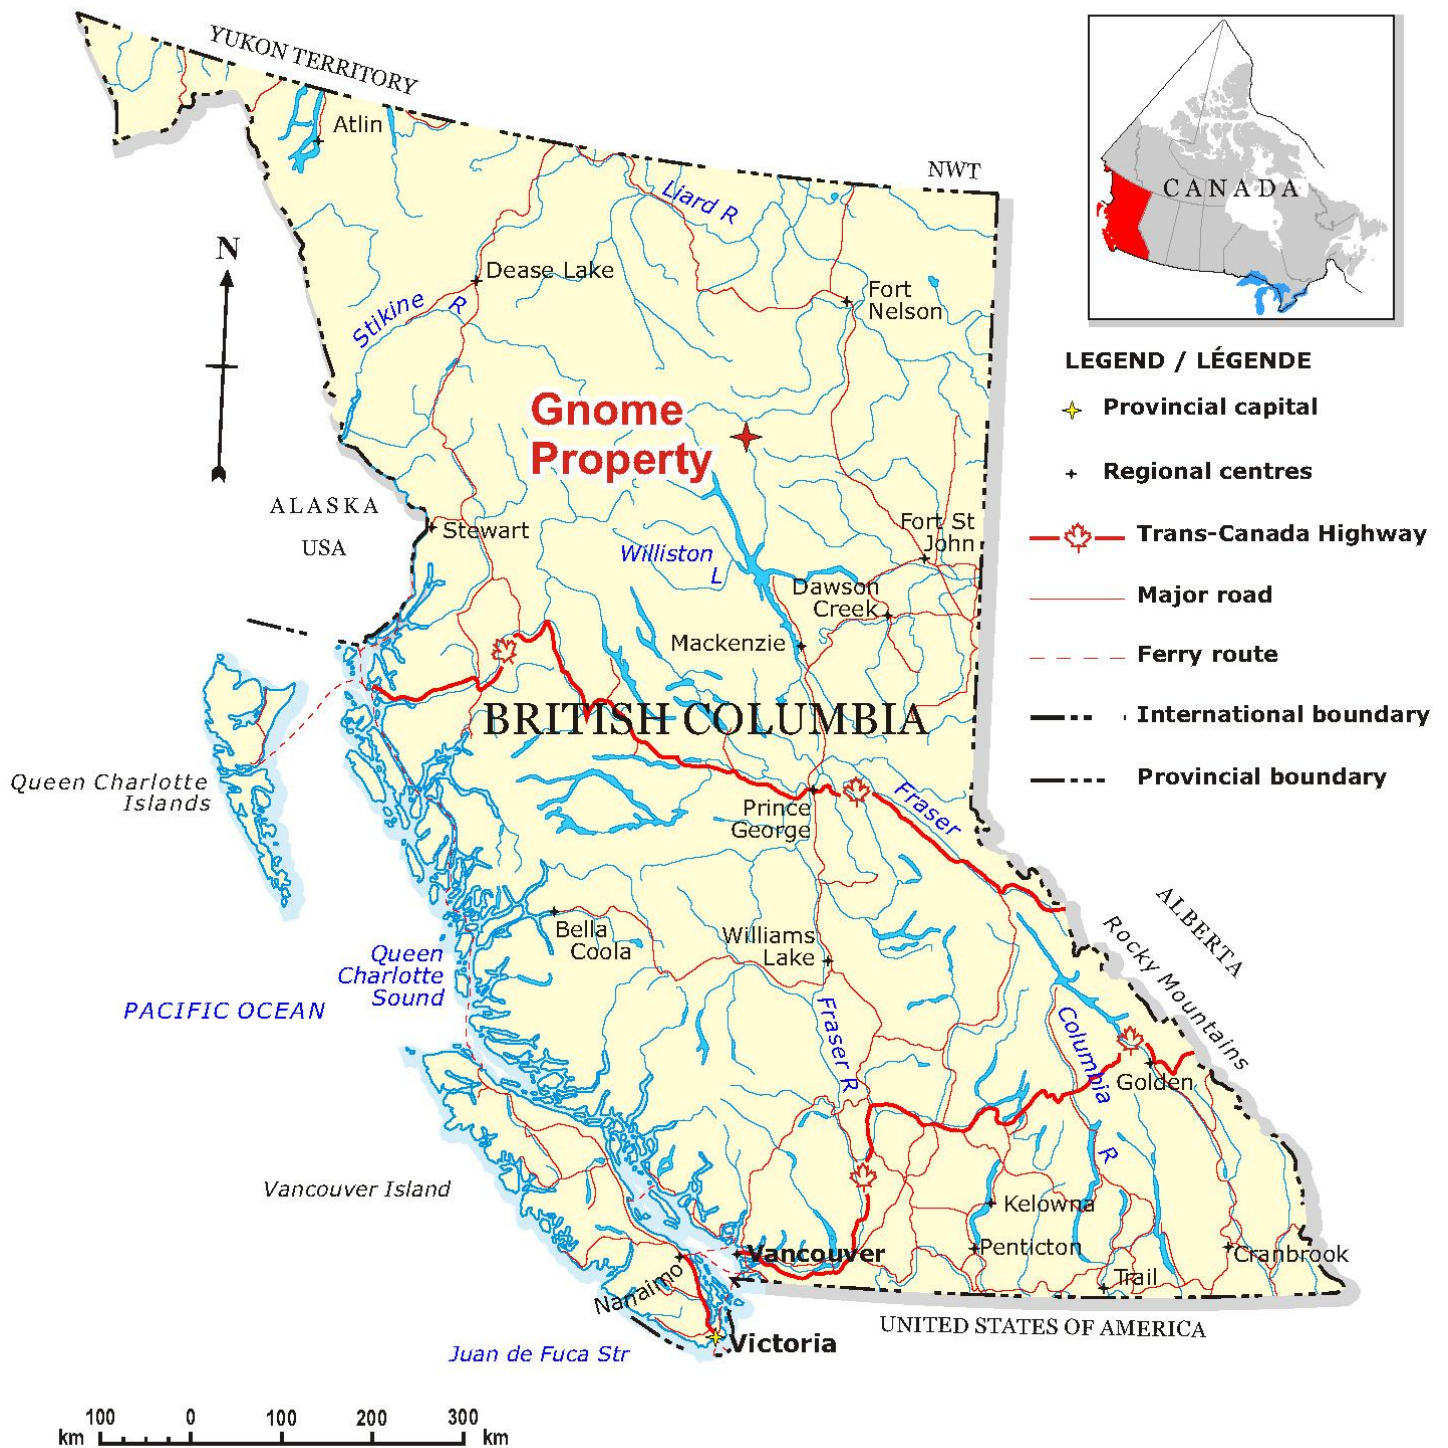 YUKON TERRITORY
Atlin
NWT
Liard R
CANADA
N
Dease Lake
Stikine R
Fort
Nelson
LEGEND / LÉGENDE
Provincial capital
Regional centres
Trans-Canada Highway
Major road
Ferry route
International boundary
Provincial boundary
Gnome
Property
ALASKA
USA
Stewart
Fort St
John
Williston
L
Dawson
Creek
Mackenzie
BRITISH COLUMBIA
Queen Charlotte
Islands
Prince
George
Fraser
ALBERTA
Rocky Mountains
Bella
Coola
Williams
Lake
Queen
Charlotte
Sound
PACIFIC OCEAN
Fraser R
Columbia
R
Golden
Vancouver Island
Kelowna
Penticton
Cranbrook
Trail
Vancouver
Nanaimo
Victoria
UNITED STATES OF AMERICA
Juan de Fuca Str
100 0 100 200 300
km km